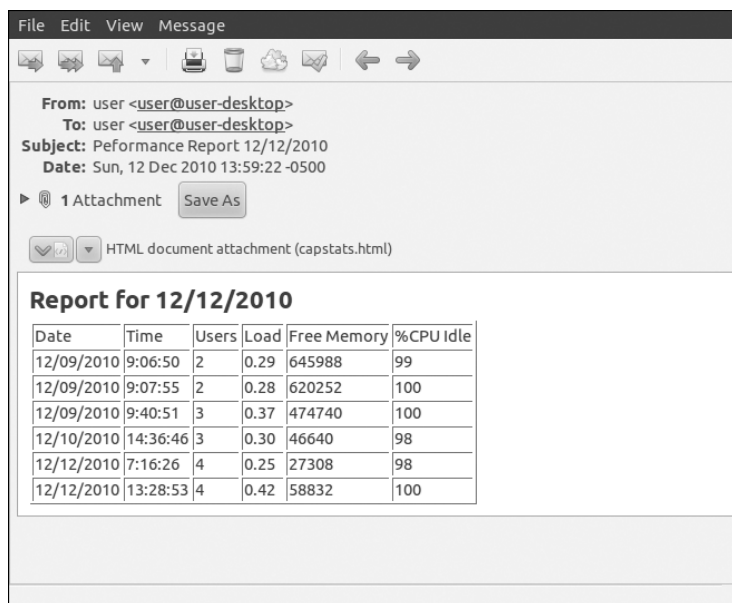 File Edit View Message
From: user <user@user-desktop>
To: user <user@user-desktop>
Subject: Peformance Report 12/12/2010
Date: Sun, 12 Dec 2010 13:59:22 -0500
1 Attachment Save As
HTML document attachment (capstats.html)
Report for 12/12/2010
Date Time Users Load Free Memory %CPU Idle
12/09/2010 9:06:50 2 0.29 645988 99
12/09/2010 9:07:55 2 0.28 620252 100
12/09/2010 9:40:51 3 0.37 474740 100
12/10/2010 14:36:46 3 0.30 46640 98
12/12/2010 7:16:26 4 0.25 27308 98
12/12/2010 13:28:53 4 0.42 58832 100